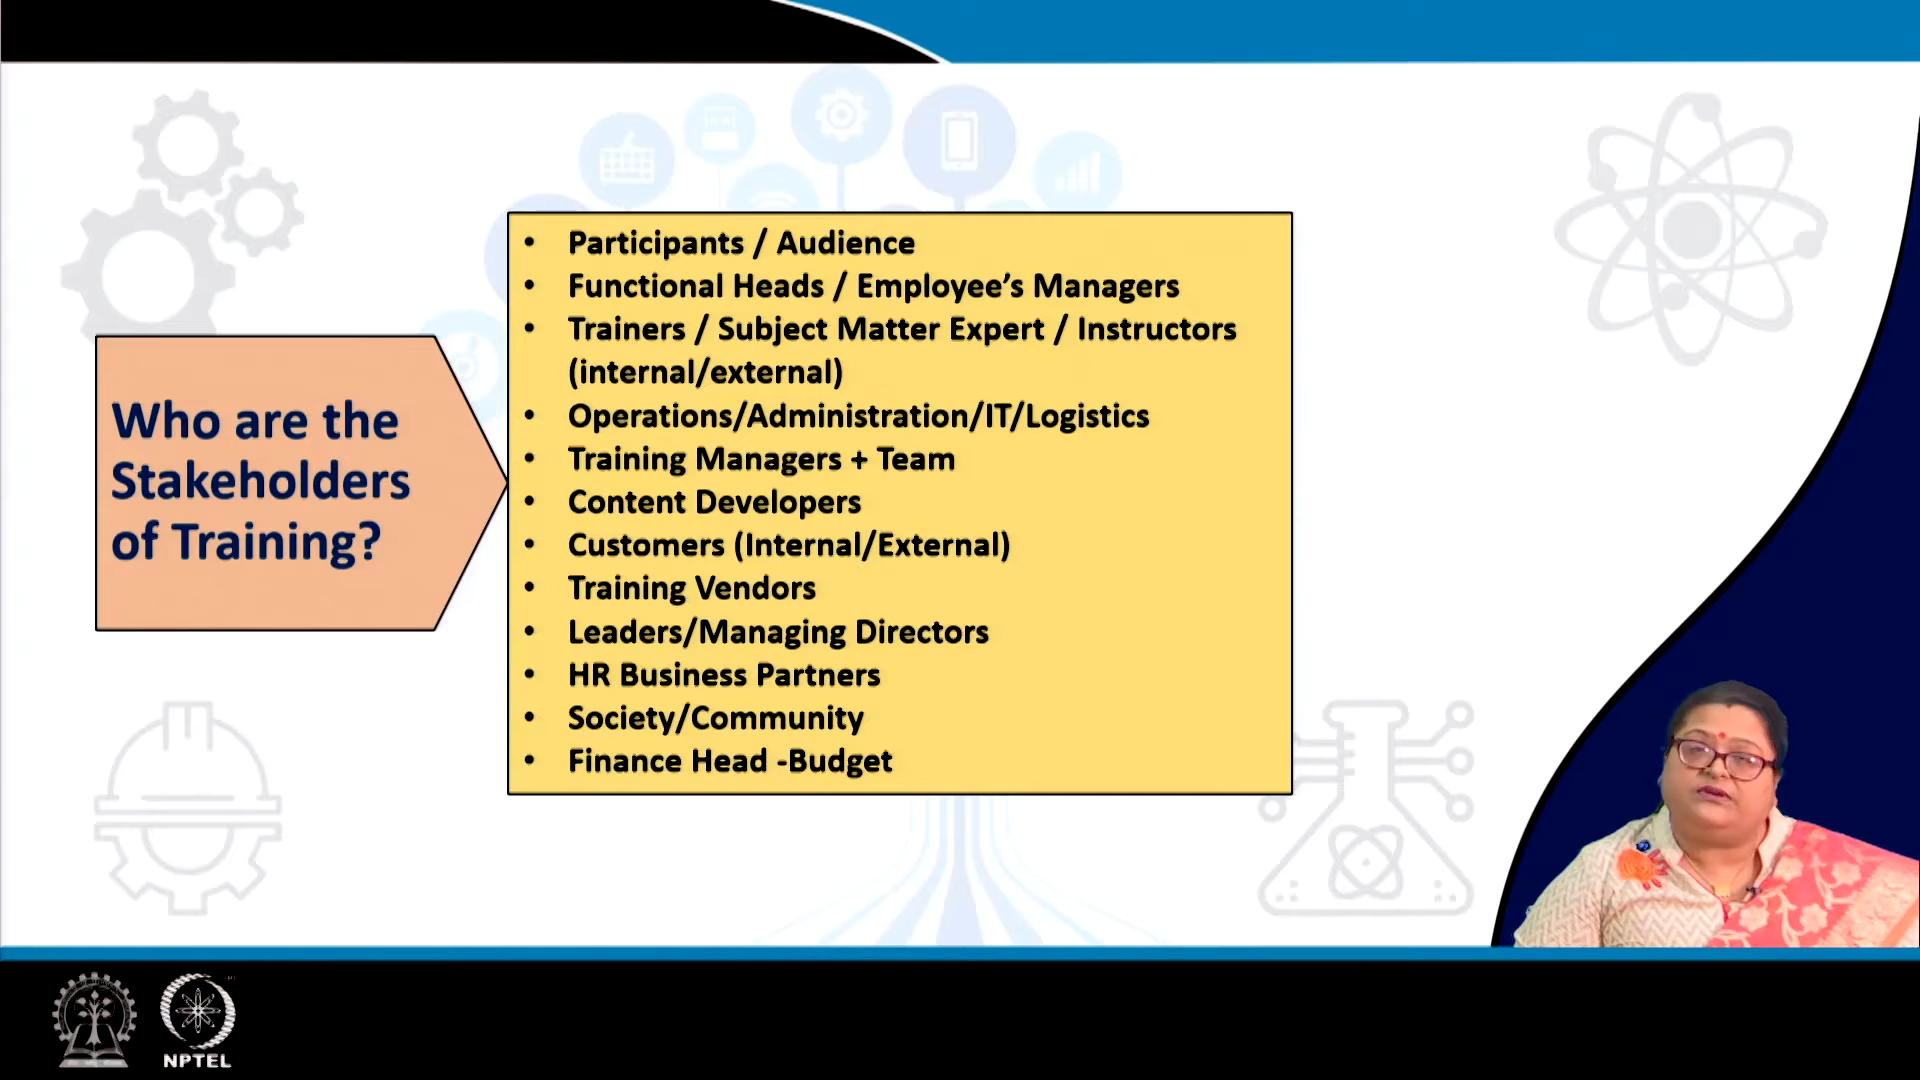 Who are the
Stakeholders
of Training?
• Participants / Audience
• Functional Heads / Employee’s Managers
• Trainers / Subject Matter Expert / Instructors
(internal/external)
• Operations/Administration/IT/Logistics
• Training Managers + Team
• Content Developers
• Customers (Internal/External)
• Training Vendors
• Leaders/Managing Directors
• HR Business Partners
• Society/Community
• Finance Head -Budget
NPTEL